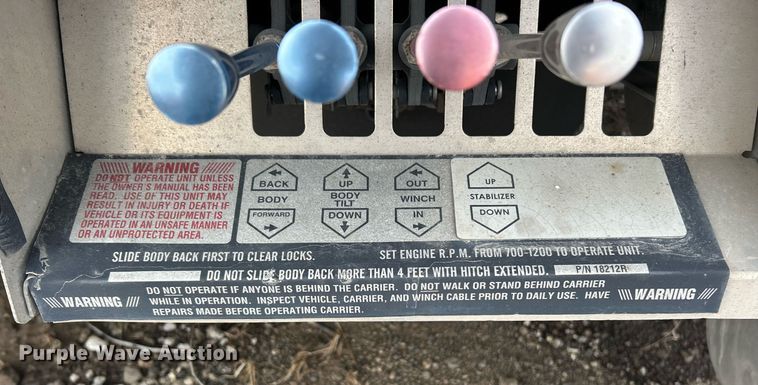 WARNING
DO NOT OPERATE UNIT UNLESS
THE OWNER'S MANUAL HAS BEEN
READ. USE OF THIS UNIT MAY
RESULT IN INJURY OR DEATH IF
VEHICLE OR ITS EQUIPMENT IS
OPERATED IN AN UNSAFE MANNER
OR AN UNPROTECTED AREA.
BACK
BODY
FORWARD
UP
BODY
TILT
DOWN
OUT
WINCH
IN
UP
STABILIZER
DOWN
SLIDE BODY BACK FIRST TO CLEAR LOCKS. SET ENGINE R.P.M. FROM 700-1200 TO OPERATE UNIT.
DO NOT SLIDE BODY BACK MORE THAN 4 FEET WITH HITCH EXTENDED. P/N 18212R
WARNING
DO NOT OPERATE IF ANYONE IS BEHIND THE CARRIER. DO NOT WALK OR STAND BEHIND CARRIER
WHILE IN OPERATION. INSPECT VEHICLE, CARRIER, AND WINCH CABLE PRIOR TO DAILY USE. HAVE
REPAIRS MADE BEFORE OPERATING CARRIER.
WARNING
Purple Wave Auction